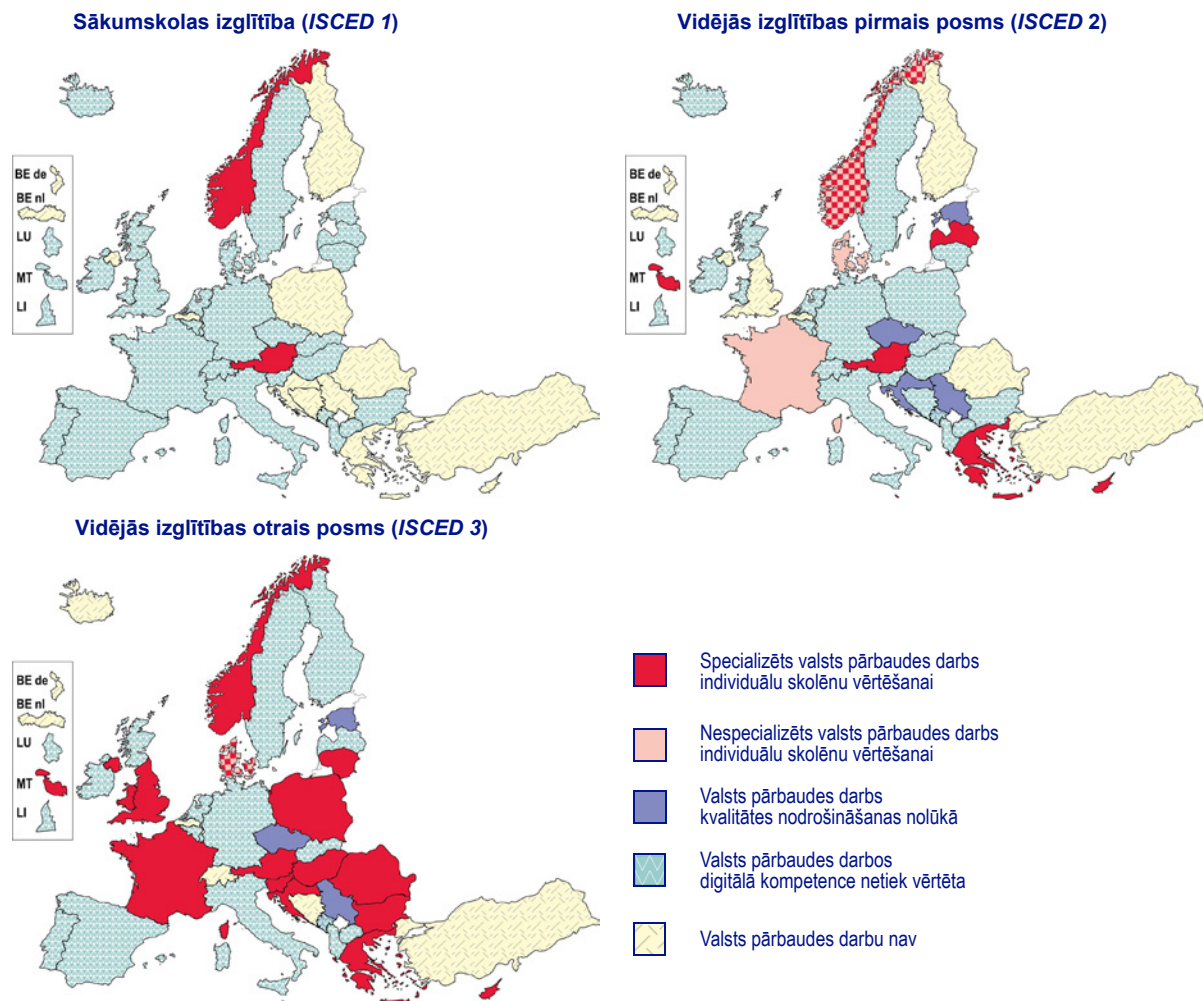 Sākumskolas izglītība (ISCED 1)
Vidējās izglītības pirmais posms (ISCED 2)
BE de
BE nl
LU
MT
LI
BE de
BE nl
LU
MT
LI
Vidējās izglītības otrais posms (ISCED 3)
BE de
BE nl
LU
MT
LI
Specializēts valsts pārbaudes darbs
individuālu skolēnu vērtēšanai
Nespecializēts valsts pārbaudes darbs
individuālu skolēnu vērtēšanai
Valsts pārbaudes darbs
kvalitātes nodrošināšanas nolūkā
Valsts pārbaudes darbos
digitālā kompetence netiek vērtēta
Valsts pārbaudes darbu nav